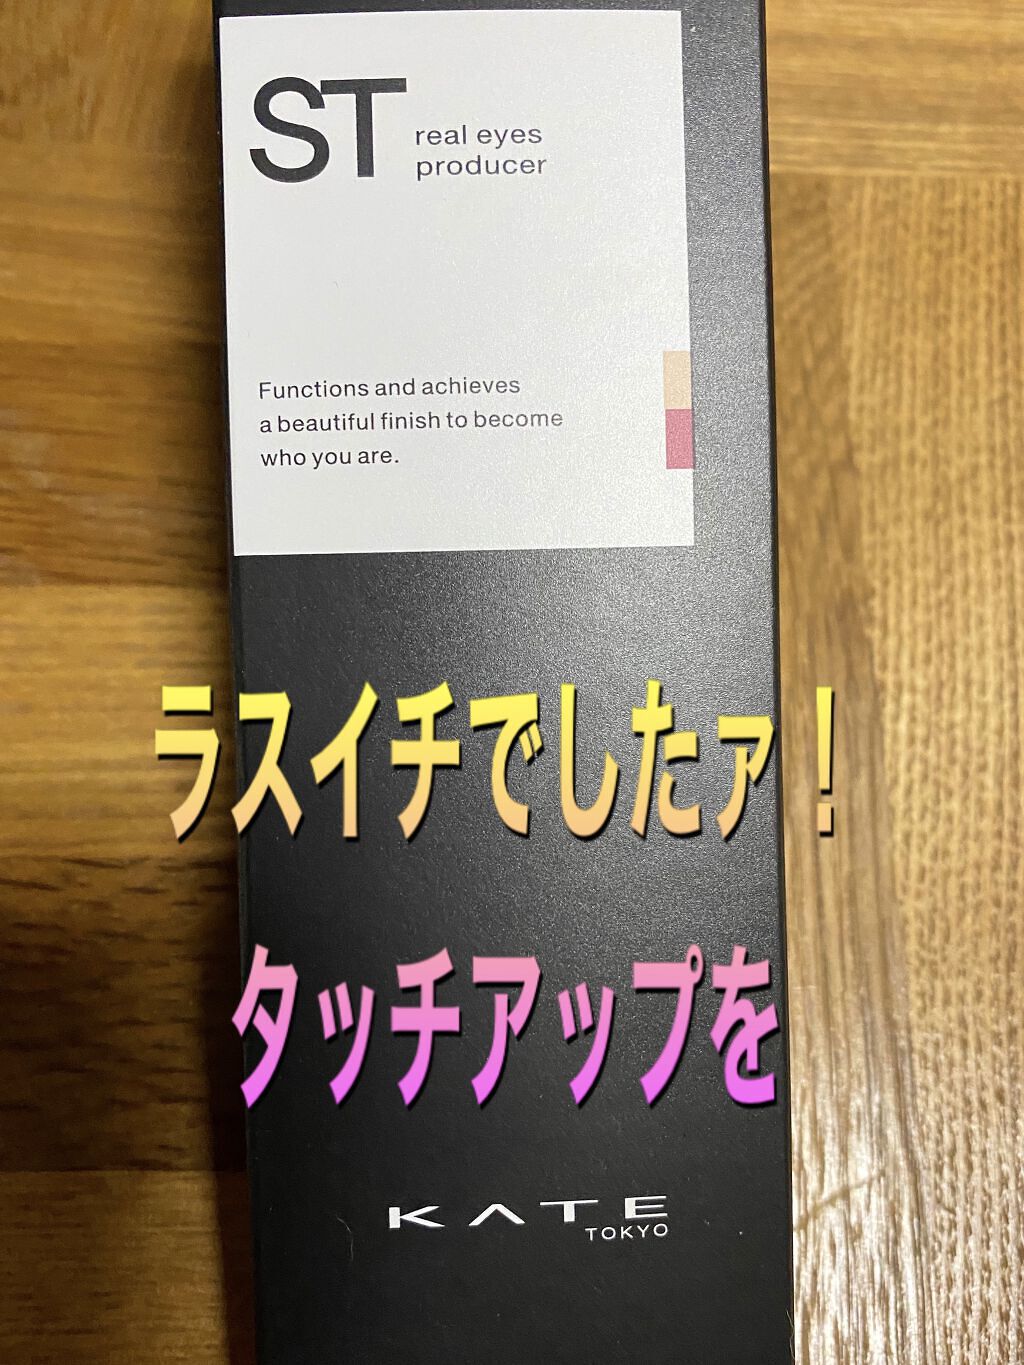 ST
real eyes
producer
Functions and achieves
a beautiful finish to become
who you are.
ラスイチでしたァ！
タッチアップを
KATE
TOKYO